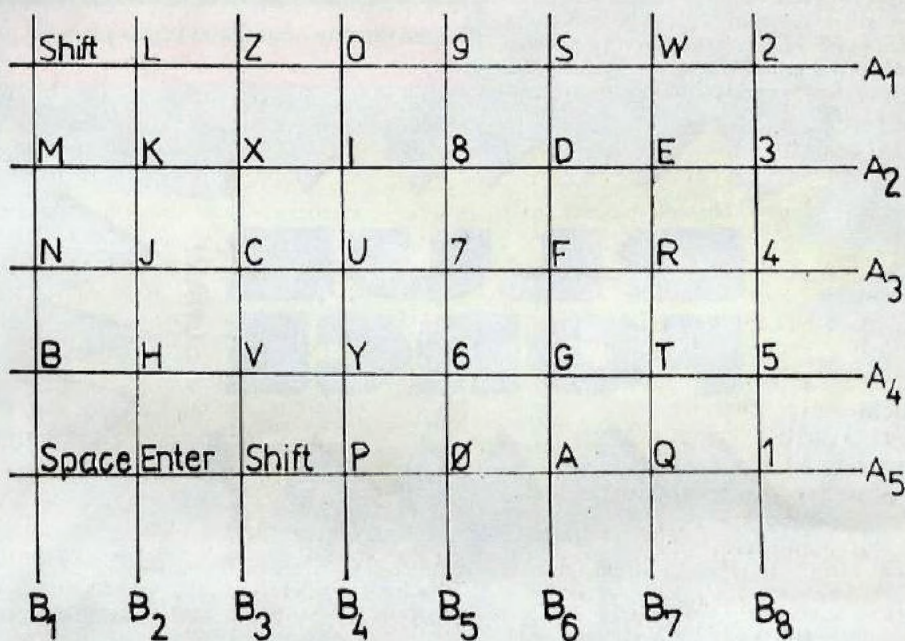 Shift L Z O 9 S W 2
A1
M K X I 8 D E 3
A2
N J C U 7 F R 4
A3
B H V Y 6 G T 5
A4
Space Enter Shift P Ø A Q 1
A5
B1 B2 B3 B4 B5 B6 B7 B8